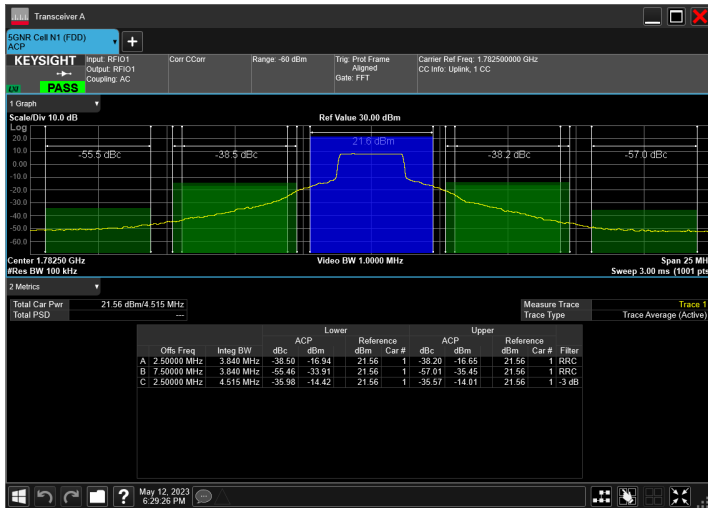 Transceiver A
5GNR Cell N1 (FDD)
ACP
+
KEYSIGHT
LXI
PASS
Input: RFIO1
Output: RFIO1
Coupling: AC
Corr CCorr
Range: -60 dBm
Trig: Prot Frame
Aligned
Gate: FFT
Carrier Ref Freq: 1.782500000 GHz
CC Info: Uplink, 1 CC
1 Graph
Scale/Div 10.0 dB
Ref Value 30.00 dBm
Log
20.0
10.0
0.00
-10.0
-20.0
-30.0
-40.0
-50.0
-60.0
-55.5 dBc
-38.5 dBc
21.6 dBm
-38.2 dBc
-57.0 dBc
Center 1.78250 GHz
Video BW 1.0000 MHz
Span 25 MH
#Res BW 100 kHz
Sweep 3.00 ms (1001 pts
2 Metrics
Total Car Pwr 21.56 dBm/4.515 MHz
Total PSD ---
Measure Trace Trace 1
Trace Type Trace Average (Active)
Lower Upper
ACP Reference ACP Reference
Offs Freq Integ BW dBc dBm dBm Car # dBc dBm dBm Car # Filter
A 2.50000 MHz 3.840 MHz -38.50 -16.94 21.56 1 -38.20 -16.65 21.56 1 RRC
B 7.50000 MHz 3.840 MHz -55.46 -33.91 21.56 1 -57.01 -35.45 21.56 1 RRC
C 2.50000 MHz 4.515 MHz -35.98 -14.42 21.56 1 -35.57 -14.01 21.56 1 -3 dB
?
May 12, 2023
6:29:26 PM